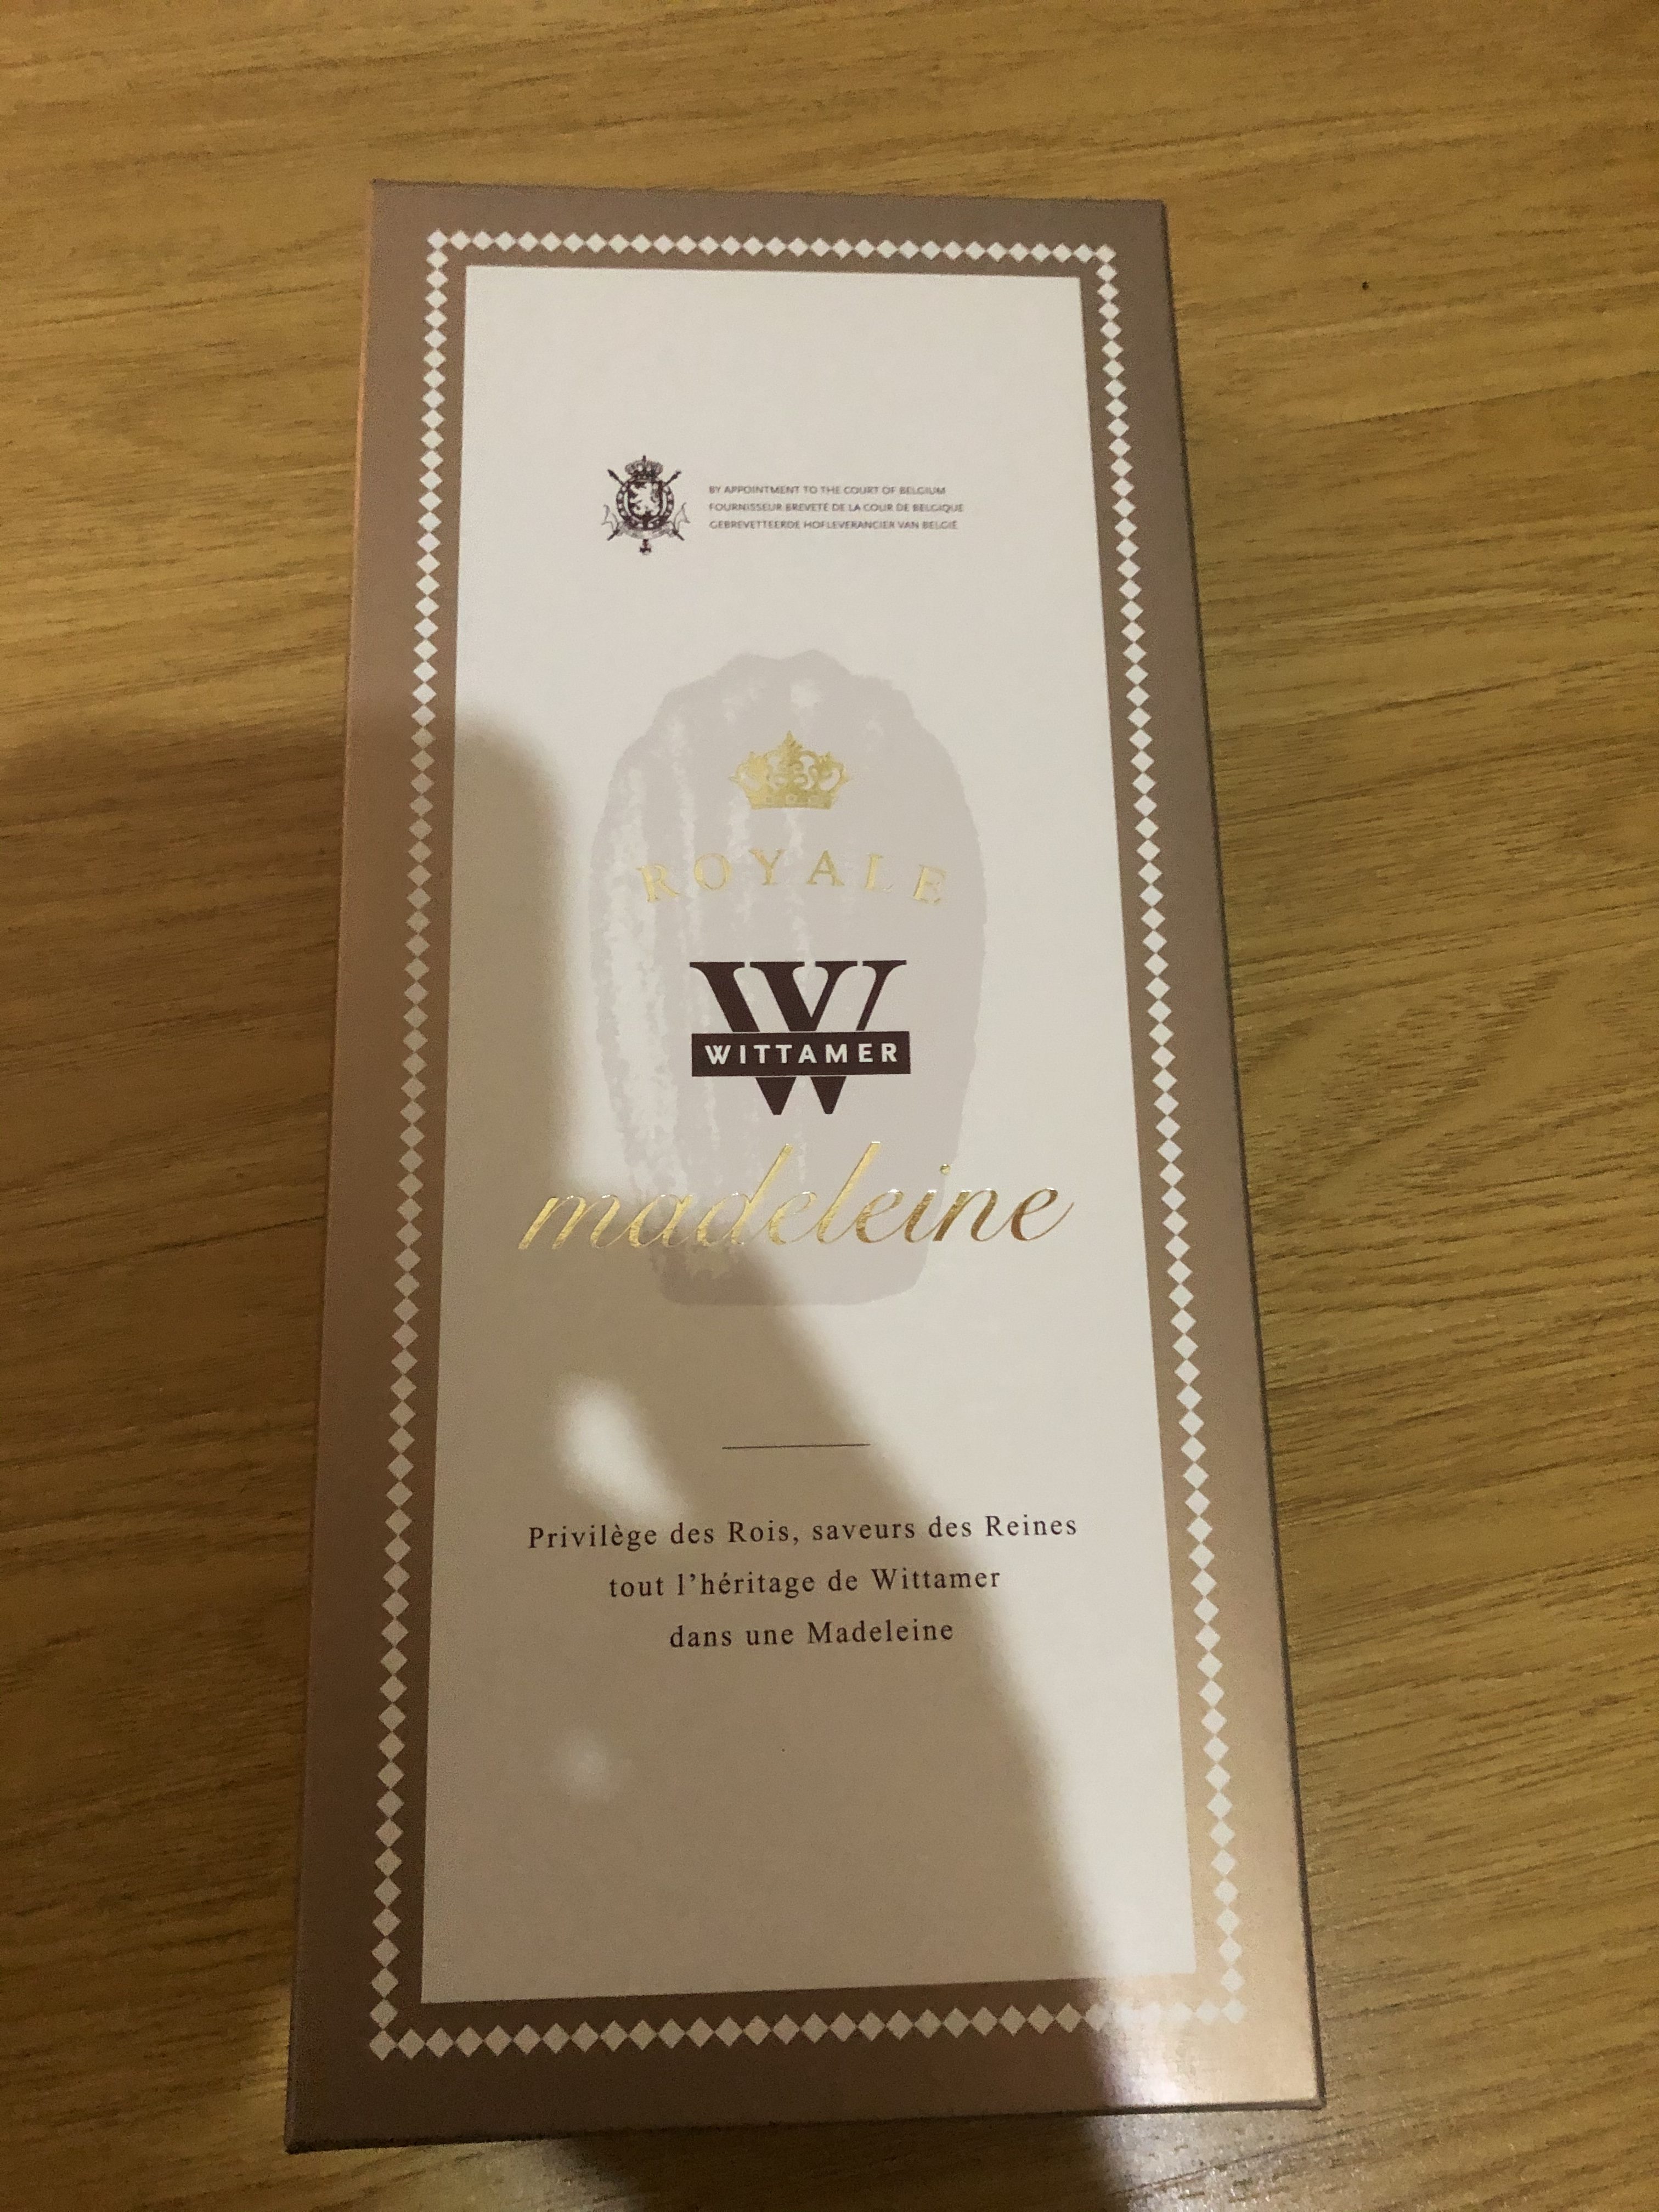 BY APPOINTMENT TO THE COURT OF BELGIUM
FOURNISSEUR BREVETÉ DE LA COUR DE BELGIQUE
GEBREVETTEERDE HOFLEVERANCIER VAN BELGIË
ROYALE
W
WITTAMER
madeleine
Privilège des Rois, saveurs des Reines
tout l’héritage de Wittamer
dans une Madeleine